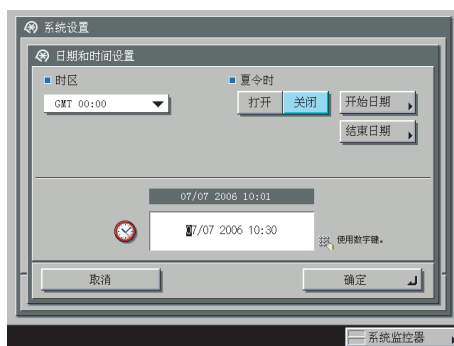 系统设置
日期和时间设置
时区
夏令时
GMT 00:00
打开
关闭
开始日期
结束日期
07/07 2006 10:01
07/07 2006 10:30
使用数字键。
取消
确定
系统监控器